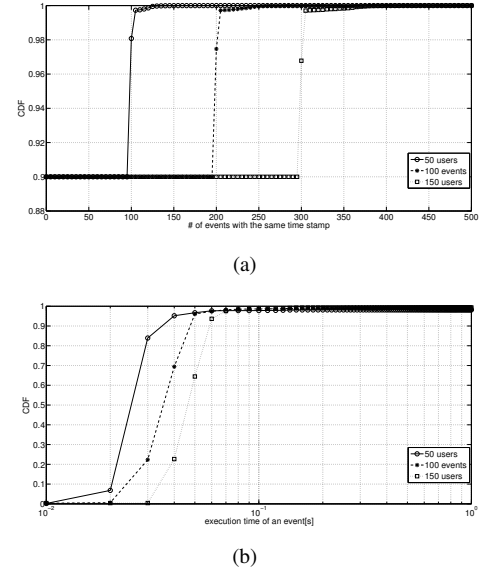 1
0.98
0.96
CDF
0.94
0.92
0.9
0.88
50 users
100 events
150 users
0 50 100 150 200 250 300 350 400 450 500
# of events with the same time stamp
(a)
1
0.9
0.8
0.7
0.6
CDF
0.5
0.4
0.3
0.2
0.1
0
50 users
100 events
150 users
10⁻² 10⁻¹ 10⁰
execution time of an event[s]
(b)